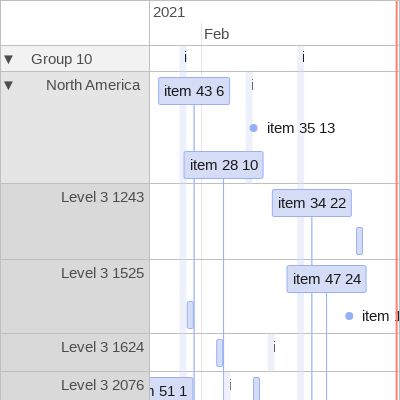 2021
Feb
▼ Group 10 i i
▼ North America item 43 6 i
item 35 13
item 28 10
Level 3 1243 item 34 22
Level 3 1525 item 47 24
item
Level 3 1624 i
Level 3 2076 51 1 i